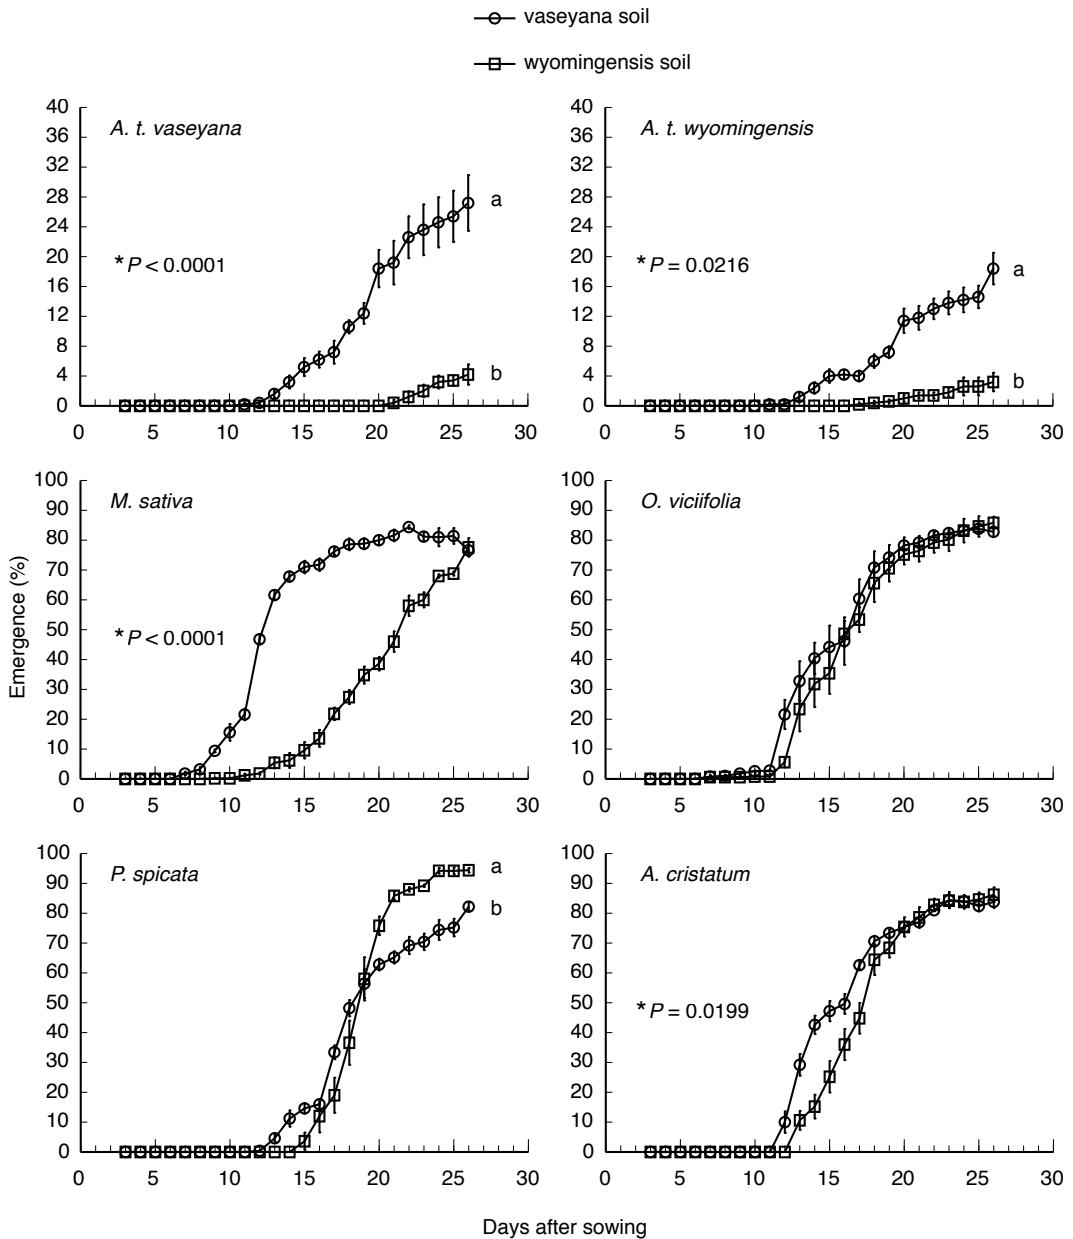 vaseyana soil
wyomingensis soil
A. t. vaseyana
40
36
32
28
24
20
16
12
8
4
0
a
*P < 0.0001
b
0 5 10 15 20 25 30
A. t. wyomingensis
40
36
32
28
24
20
16
12
8
4
0
*P = 0.0216
a
b
0 5 10 15 20 25 30
M. sativa
100
90
80
70
60
50
40
30
20
10
0
*P < 0.0001
0 5 10 15 20 25 30
O. viciifolia
100
90
80
70
60
50
40
30
20
10
0
0 5 10 15 20 25 30
Emergence (%)
P. spicata
100
90
80
70
60
50
40
30
20
10
0
a
b
0 5 10 15 20 25 30
A. cristatum
100
90
80
70
60
50
40
30
20
10
0
*P = 0.0199
0 5 10 15 20 25 30
Days after sowing